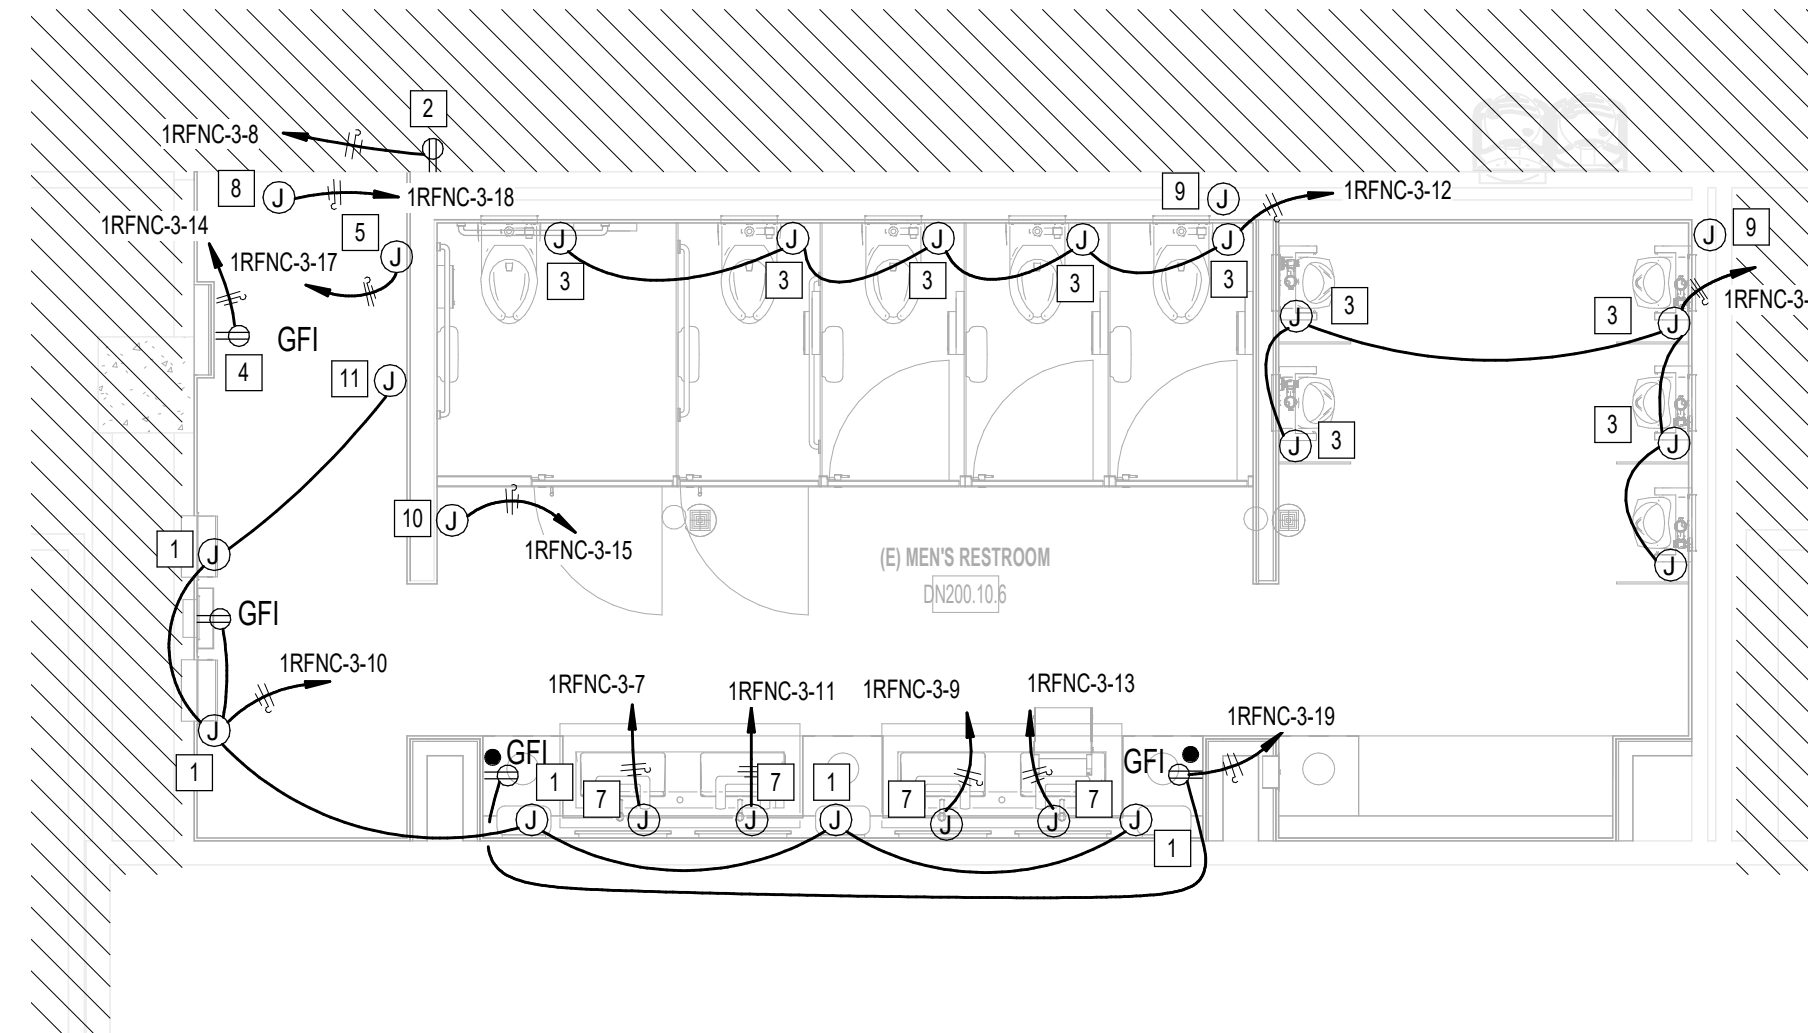 2
1RFNC-3-8
8
J
1RFNC-3-18
9
J
1RFNC-3-12
1RFNC-3-14
5
J
1RFNC-3-17
J
J
J
J
J
J
9
3
3
3
3
3
1RFNC-3-
GFI
4
J
3
3
J
11
J
3
J
3
J
10
J
1RFNC-3-15
1
J
(E) MEN'S RESTROOM
DN200.10.6
J
GFI
1RFNC-3-10
1RFNC-3-7
1RFNC-3-11
1RFNC-3-9
1RFNC-3-13
1RFNC-3-19
J
1
GFI
1
7
7
1
7
7
GFI
J
J
J
J
J
J
J
1